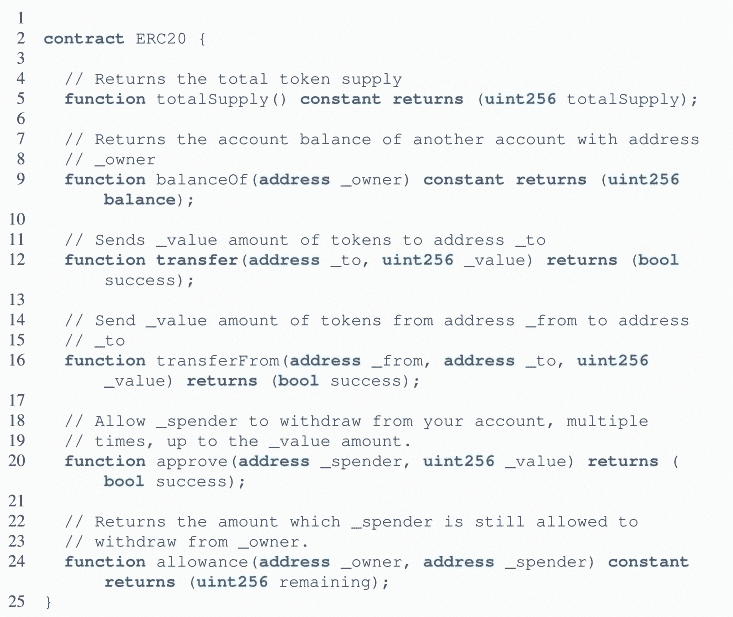 1
2 contract ERC20 {
3
4 // Returns the total token supply
5 function totalSupply() constant returns (uint256 totalSupply);
6
7 // Returns the account balance of another account with address
8 // _owner
9 function balanceOf(address _owner) constant returns (uint256
balance);
10
11 // Sends _value amount of tokens to address _to
12 function transfer(address _to, uint256 _value) returns (bool
success);
13
14 // Send _value amount of tokens from address _from to address
15 // _to
16 function transferFrom(address _from, address _to, uint256
_value) returns (bool success);
17
18 // Allow _spender to withdraw from your account, multiple
19 // times, up to the _value amount.
20 function approve(address _spender, uint256 _value) returns (
bool success);
21
22 // Returns the amount which _spender is still allowed to
23 // withdraw from _owner.
24 function allowance(address _owner, address _spender) constant
returns (uint256 remaining);
25 }